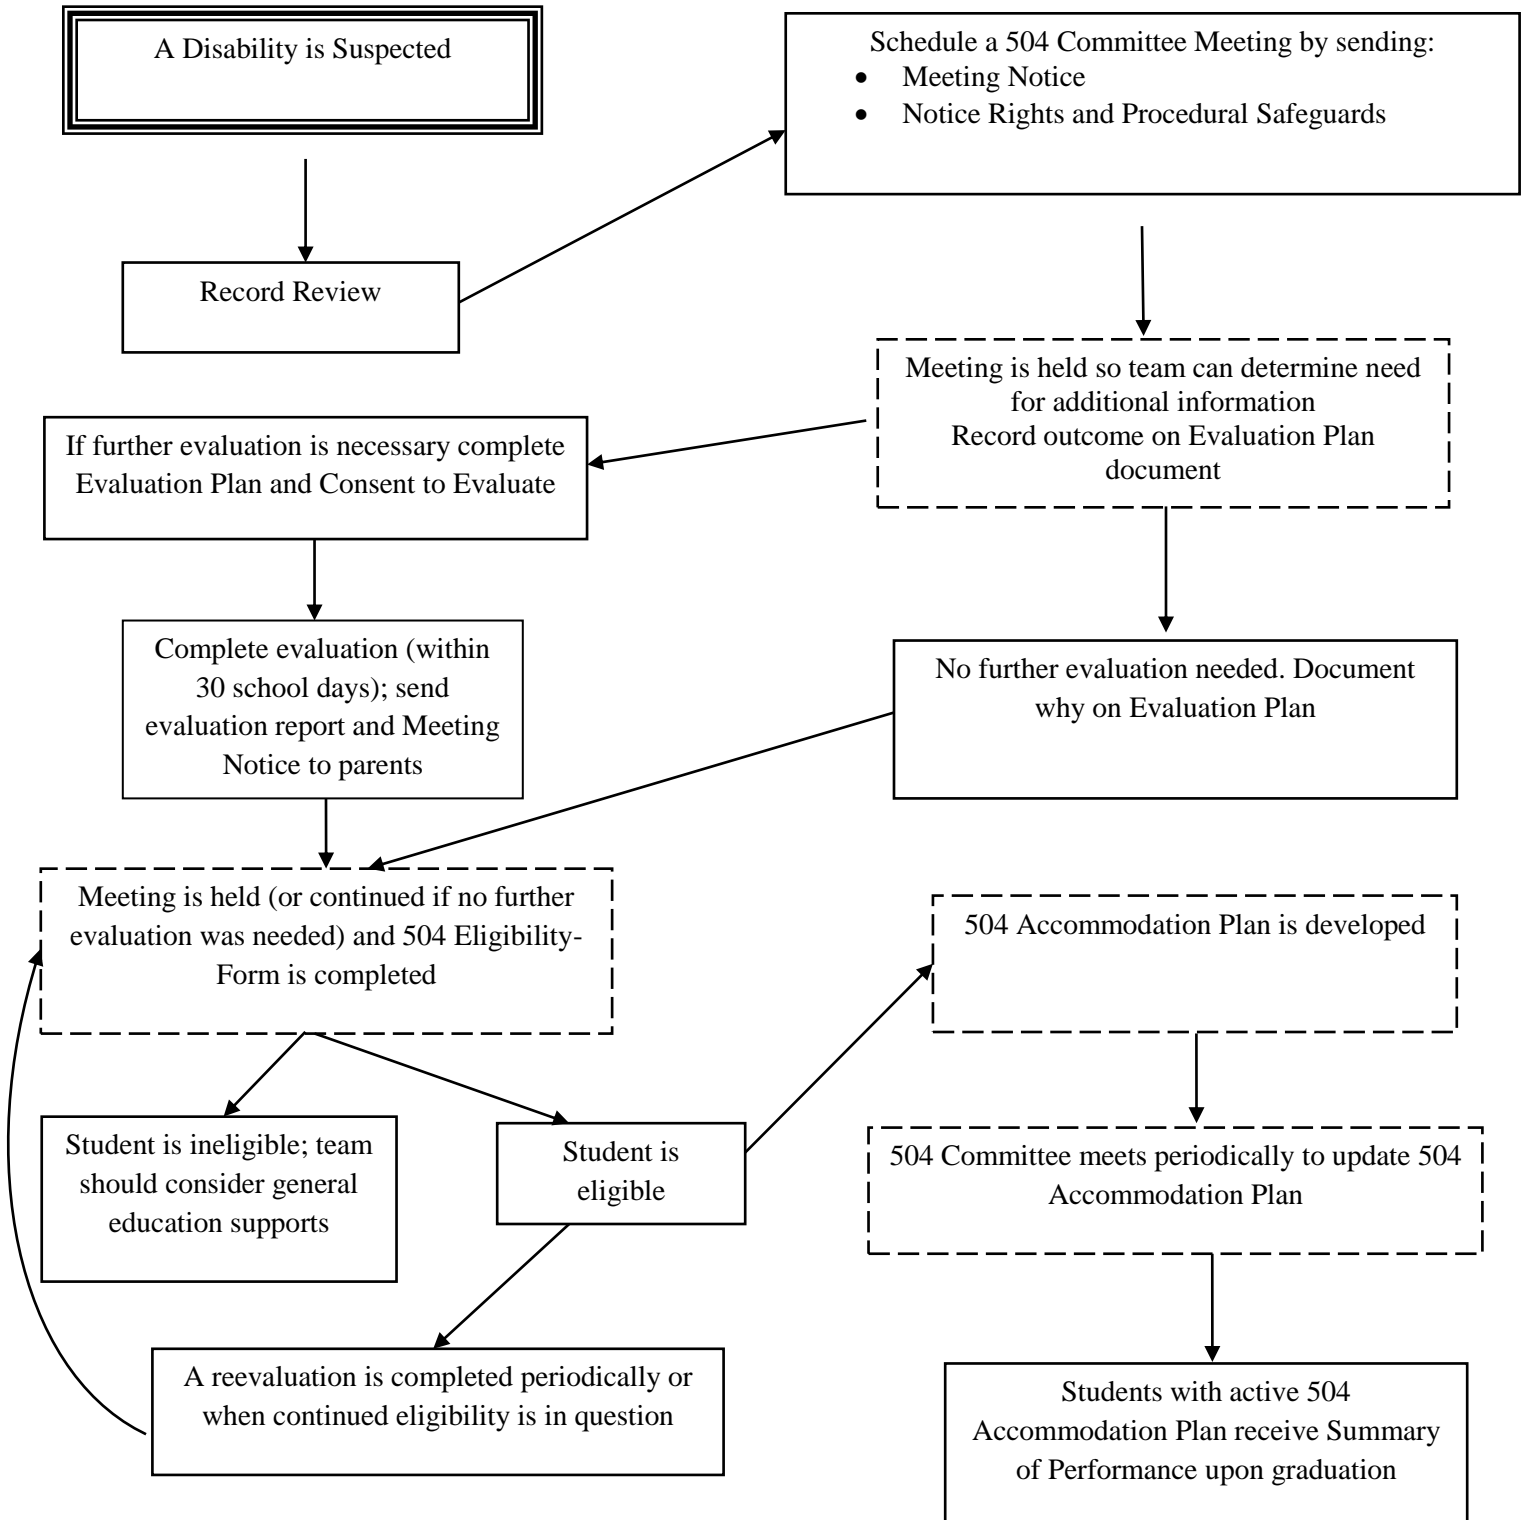 A Disability is Suspected
Schedule a 504 Committee Meeting by sending:
• Meeting Notice
• Notice Rights and Procedural Safeguards
Record Review
Meeting is held so team can determine need
for additional information
Record outcome on Evaluation Plan
document
If further evaluation is necessary complete
Evaluation Plan and Consent to Evaluate
Complete evaluation (within
30 school days); send
evaluation report and Meeting
Notice to parents
No further evaluation needed. Document
why on Evaluation Plan
Meeting is held (or continued if no further
evaluation was needed) and 504 Eligibility-
Form is completed
504 Accommodation Plan is developed
Student is ineligible; team
should consider general
education supports
Student is
eligible
504 Committee meets periodically to update 504
Accommodation Plan
A reevaluation is completed periodically or
when continued eligibility is in question
Students with active 504
Accommodation Plan receive Summary
of Performance upon graduation